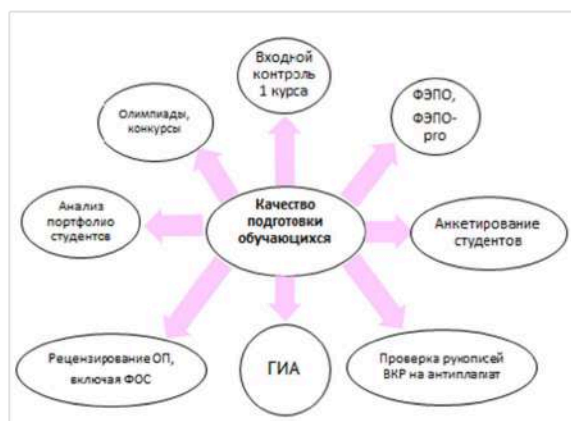 Входной
контроль
1 курса
Олимпиады,
конкурсы
ФЭПО,
ФЭПО-
pro
Анализ
портфолио
студентов
Качество
подготовки
обучающихся
Анкетирование
студентов
Рецензирование ОП,
включая ФОС
ГИА
Проверка рукописей
ВКР на антиплагиат